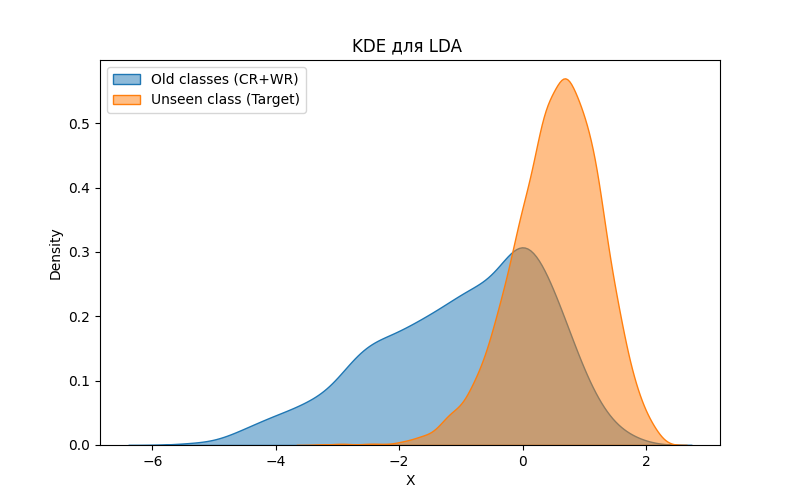 KDE для LDA
Old classes (CR+WR)
Unseen class (Target)
Density
0.5
0.4
0.3
0.2
0.1
0.0
−6
−4
−2
0
2
X